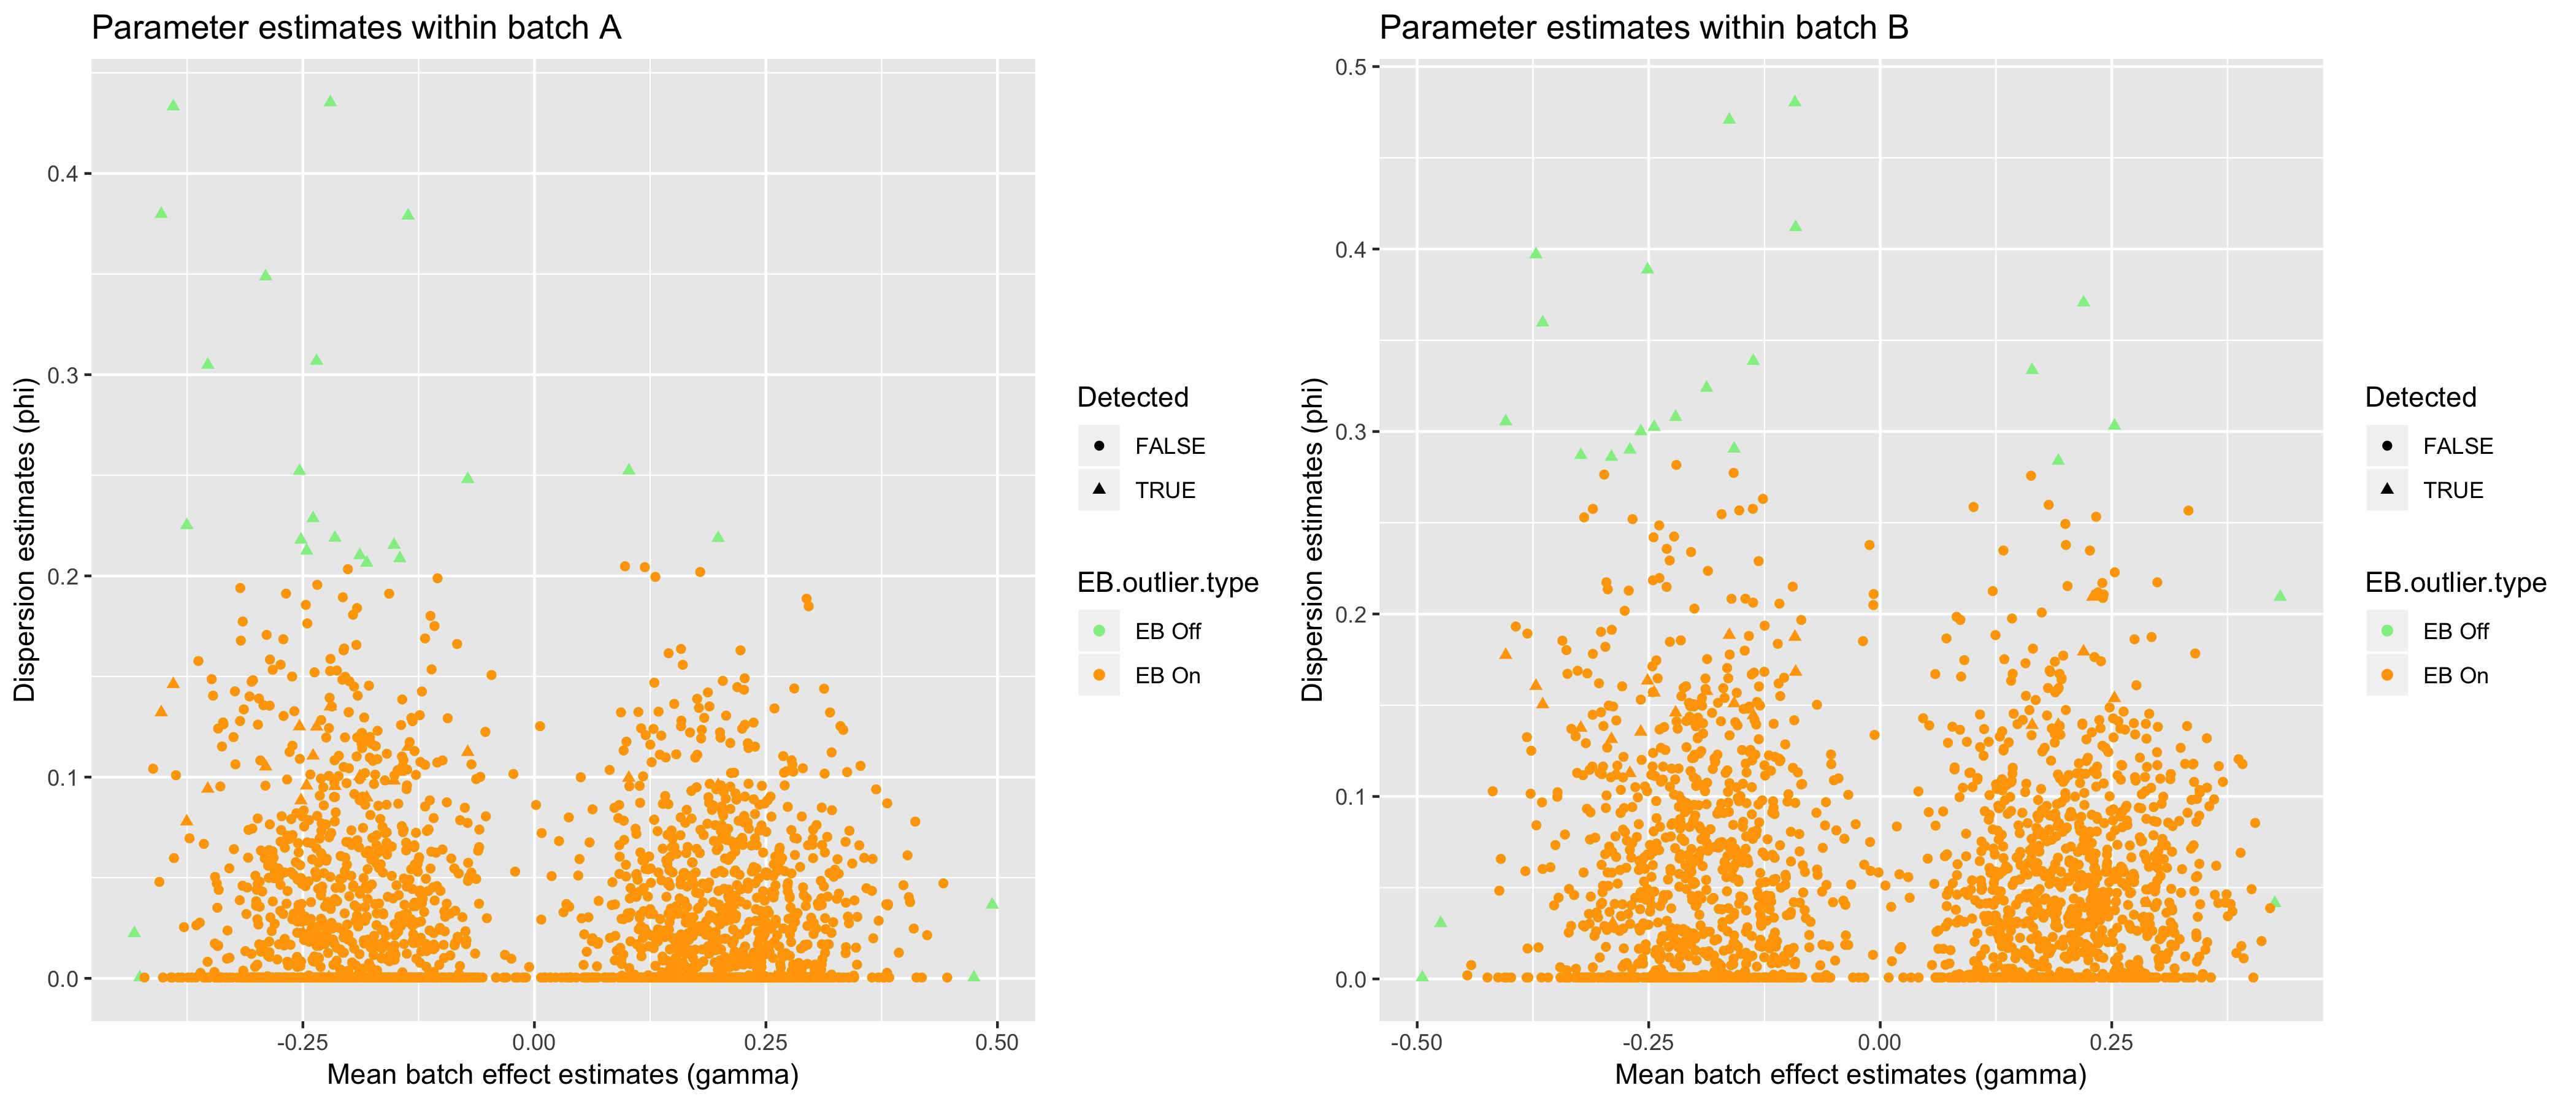 Parameter estimates within batch A
Dispersion estimates (phi)
0.4
0.3
0.2
0.1
0.0
-0.25
0.00
0.25
0.50
Mean batch effect estimates (gamma)
Detected
FALSE
TRUE
EB.outlier.type
EB Off
EB On
Parameter estimates within batch B
Dispersion estimates (phi)
0.5
0.4
0.3
0.2
0.1
0.0
-0.50
-0.25
0.00
0.25
Mean batch effect estimates (gamma)
Detected
FALSE
TRUE
EB.outlier.type
EB Off
EB On